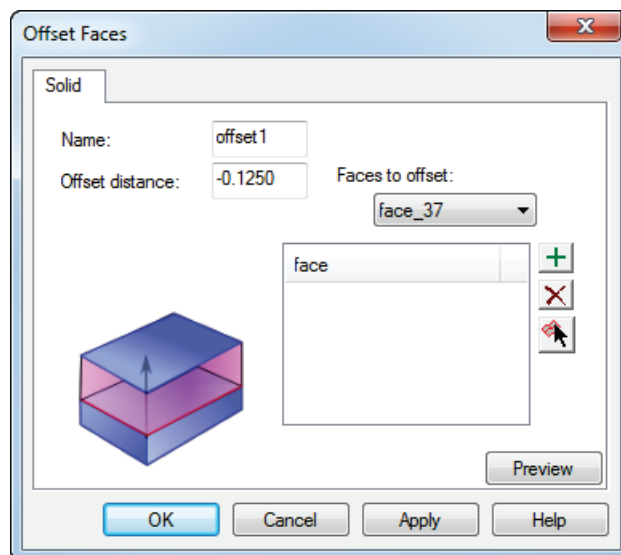 Offset Faces
Solid
Name: offset1
Offset distance: -0.1250
Faces to offset:
face_37
face
Preview
OK Cancel Apply Help